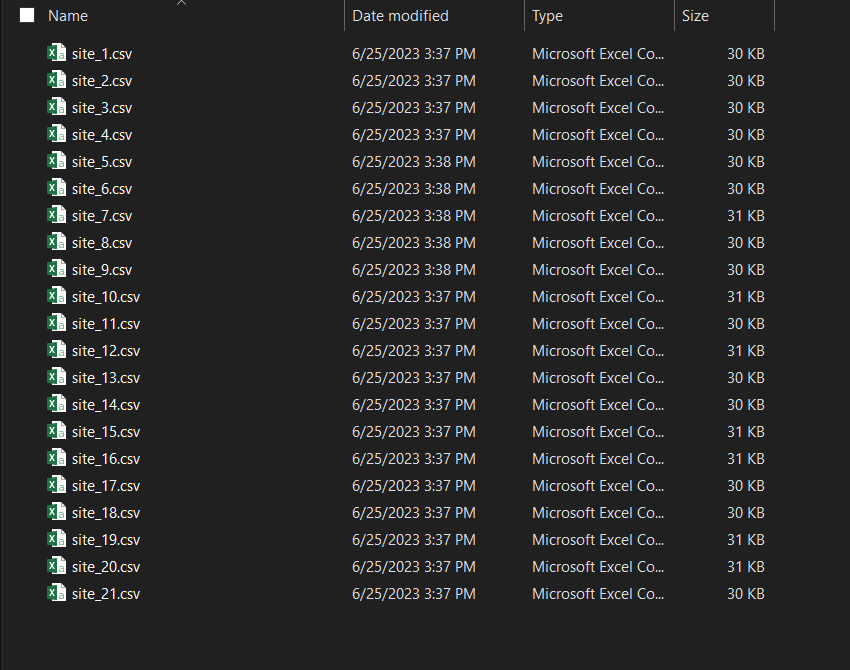 Name Date modified Type Size
site_1.csv 6/25/2023 3:37 PM Microsoft Excel Co... 30 KB
site_2.csv 6/25/2023 3:37 PM Microsoft Excel Co... 30 KB
site_3.csv 6/25/2023 3:37 PM Microsoft Excel Co... 30 KB
site_4.csv 6/25/2023 3:37 PM Microsoft Excel Co... 30 KB
site_5.csv 6/25/2023 3:38 PM Microsoft Excel Co... 30 KB
site_6.csv 6/25/2023 3:38 PM Microsoft Excel Co... 30 KB
site_7.csv 6/25/2023 3:38 PM Microsoft Excel Co... 31 KB
site_8.csv 6/25/2023 3:38 PM Microsoft Excel Co... 30 KB
site_9.csv 6/25/2023 3:38 PM Microsoft Excel Co... 30 KB
site_10.csv 6/25/2023 3:37 PM Microsoft Excel Co... 31 KB
site_11.csv 6/25/2023 3:37 PM Microsoft Excel Co... 30 KB
site_12.csv 6/25/2023 3:37 PM Microsoft Excel Co... 31 KB
site_13.csv 6/25/2023 3:37 PM Microsoft Excel Co... 30 KB
site_14.csv 6/25/2023 3:37 PM Microsoft Excel Co... 30 KB
site_15.csv 6/25/2023 3:37 PM Microsoft Excel Co... 31 KB
site_16.csv 6/25/2023 3:37 PM Microsoft Excel Co... 31 KB
site_17.csv 6/25/2023 3:37 PM Microsoft Excel Co... 30 KB
site_18.csv 6/25/2023 3:37 PM Microsoft Excel Co... 30 KB
site_19.csv 6/25/2023 3:37 PM Microsoft Excel Co... 31 KB
site_20.csv 6/25/2023 3:37 PM Microsoft Excel Co... 31 KB
site_21.csv 6/25/2023 3:37 PM Microsoft Excel Co... 30 KB